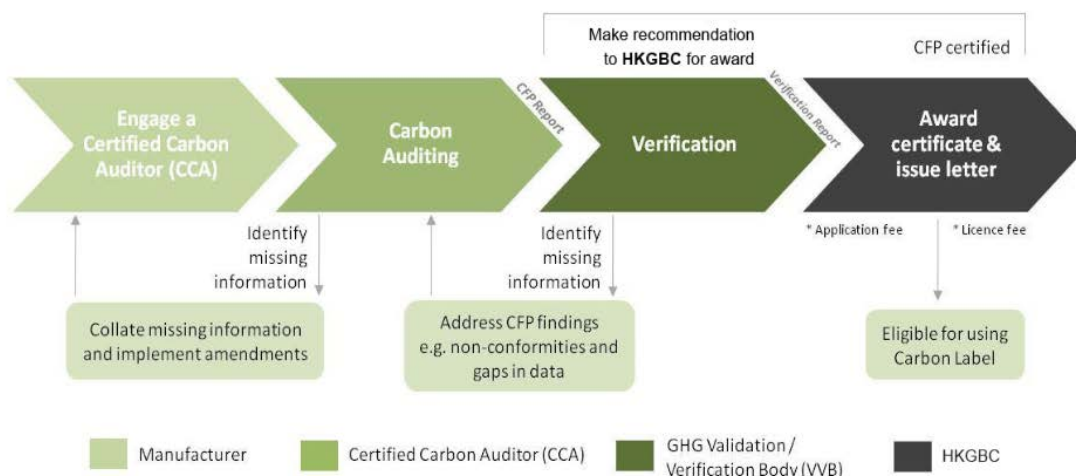 Make recommendation
to HKGBC for award
CFP certified
Engage a
Certified Carbon
Auditor (CCA)
Carbon
Auditing
CFP Report
Verification
Verification Report
Award
certificate &
issue letter
Identify
missing
information
Identify
missing
information
* Application fee
* Licence fee
Collate missing information
and implement amendments
Address CFP findings
e.g. non-conformities and
gaps in data
Eligible for using
Carbon Label
Manufacturer
Certified Carbon Auditor (CCA)
GHG Validation /
Verification Body (VVB)
HKGBC